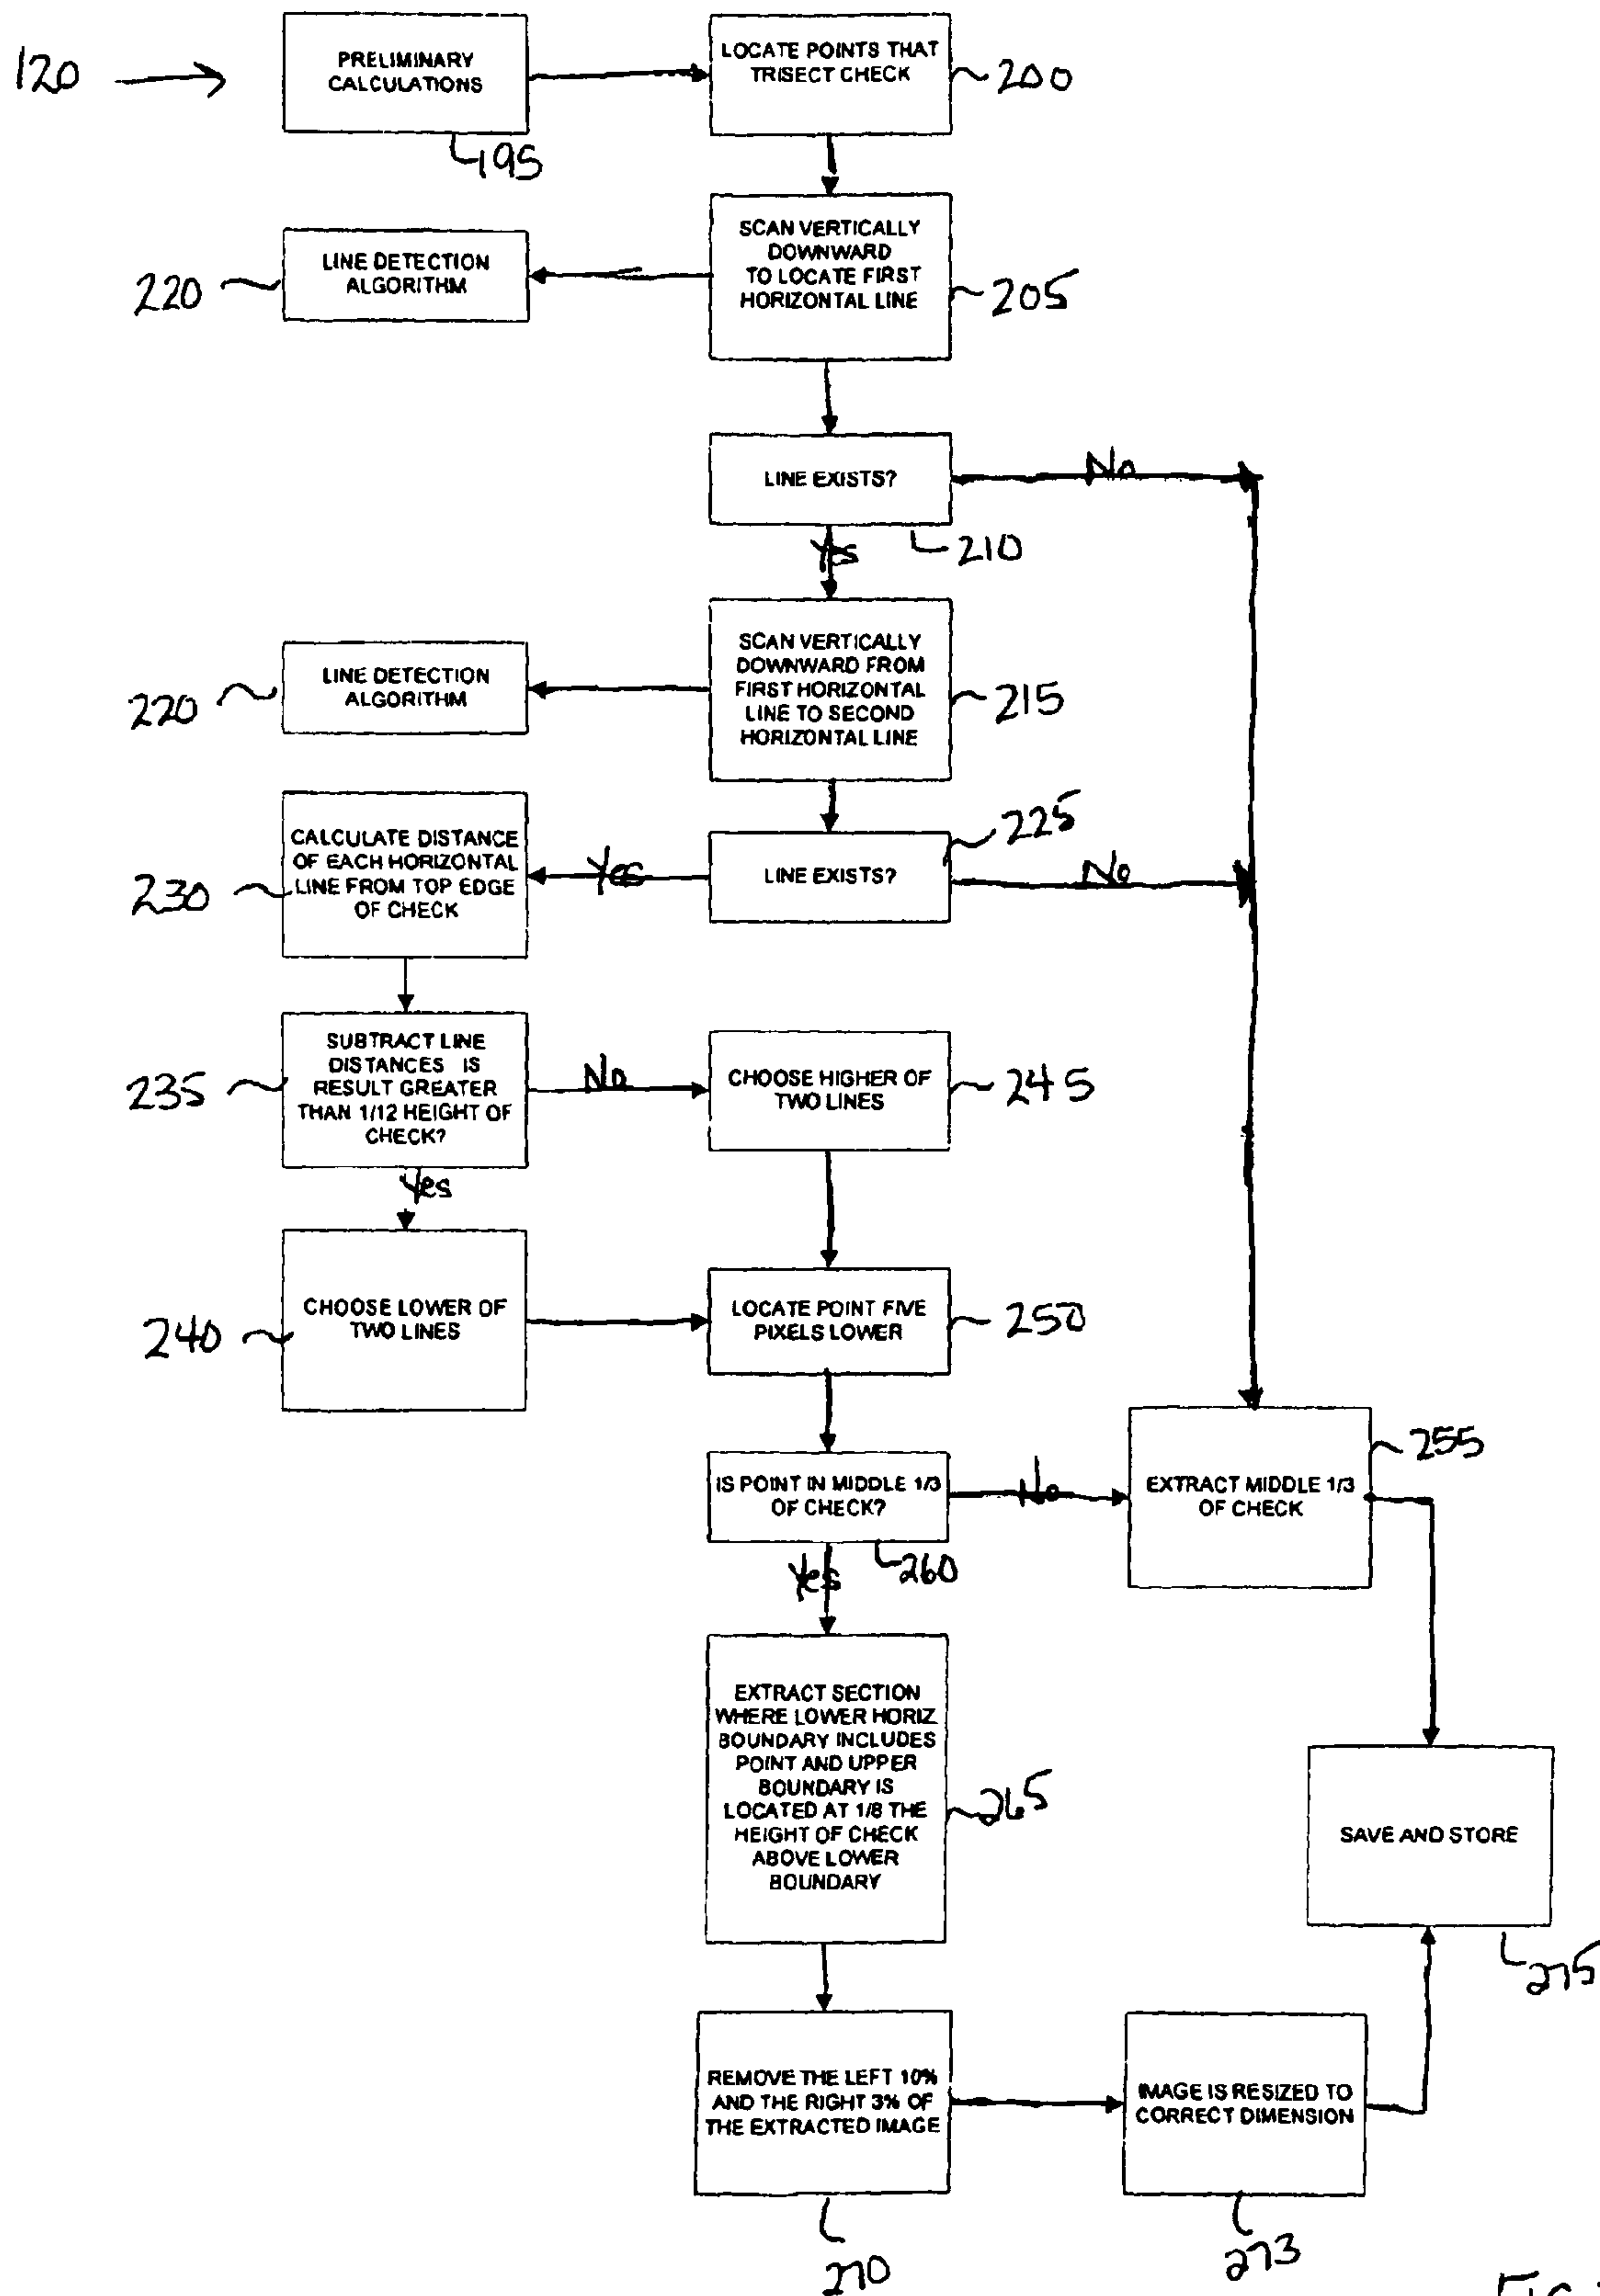 120
PRELIMINARY
CALCULATIONS
195
LOCATE POINTS THAT
TRISECT CHECK
200
SCAN VERTICALLY
DOWNWARD
TO LOCATE FIRST
HORIZONTAL LINE
205
LINE DETECTION
ALGORITHM
220
LINE EXISTS?
No
210
Yes
SCAN VERTICALLY
DOWNWARD FROM
FIRST HORIZONTAL
LINE TO SECOND
HORIZONTAL LINE
215
LINE DETECTION
ALGORITHM
220
225
LINE EXISTS?
Yes
No
CALCULATE DISTANCE
OF EACH HORIZONTAL
LINE FROM TOP EDGE
OF CHECK
230
SUBTRACT LINE
DISTANCES IS
RESULT GREATER
THAN 1/12 HEIGHT OF
CHECK?
235
No
Yes
CHOOSE HIGHER OF
TWO LINES
245
CHOOSE LOWER OF
TWO LINES
240
LOCATE POINT FIVE
PIXELS LOWER
250
IS POINT IN MIDDLE 1/3
OF CHECK?
No
260
Yes
EXTRACT MIDDLE 1/3
OF CHECK
255
EXTRACT SECTION
WHERE LOWER HORIZ
BOUNDARY INCLUDES
POINT AND UPPER
BOUNDARY IS
LOCATED AT 1/8 THE
HEIGHT OF CHECK
ABOVE LOWER
BOUNDARY
265
SAVE AND STORE
275
REMOVE THE LEFT 10%
AND THE RIGHT 3% OF
THE EXTRACTED IMAGE
270
IMAGE IS RESIZED TO
CORRECT DIMENSION
273